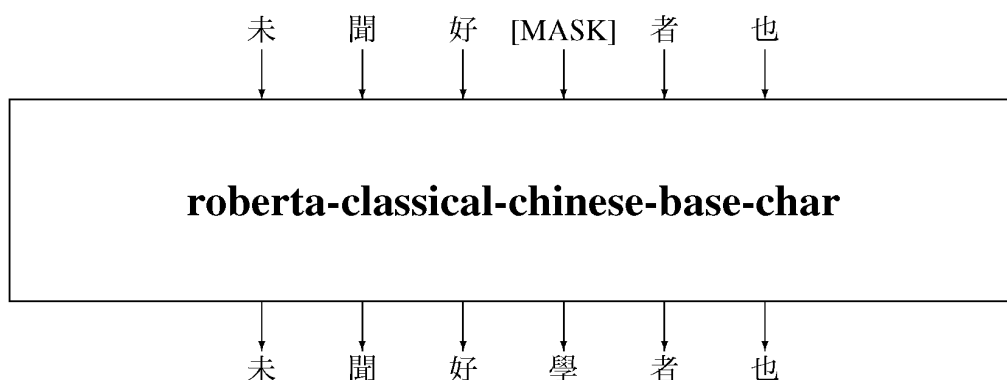 未 聞 好 [MASK] 者 也
roberta-classical-chinese-base-char
未 聞 好 學 者 也